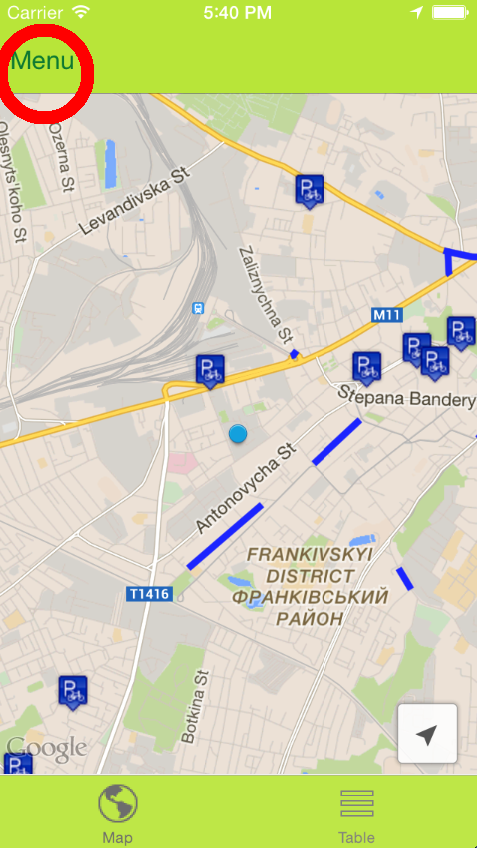 Carrier 5:40 PM
Menu
Olesnyts'koho St
Ozerna St
Levandivska St
Zaliznychna St
P
M11
P
P
P
P
P
Stepana Bandery
Antonovycha St
FRANKIVSKYI
DISTRICT
ФРАНКІВСЬКИЙ
РАЙОН
T1416
Botkina St
P
Google
P
Map Table